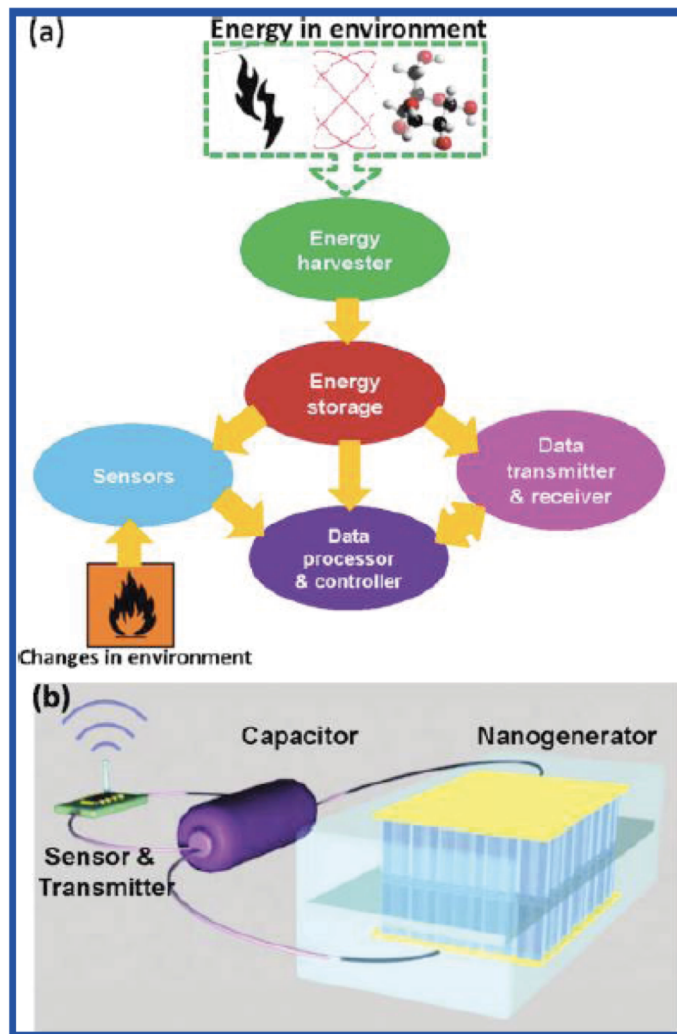 (a)
Energy in environment
Energy
harvester
Energy
storage
Sensors
Data
transmitter
& receiver
Data
processor
& controller
Changes in environment
(b)
Capacitor
Nanogenerator
Sensor &
Transmitter